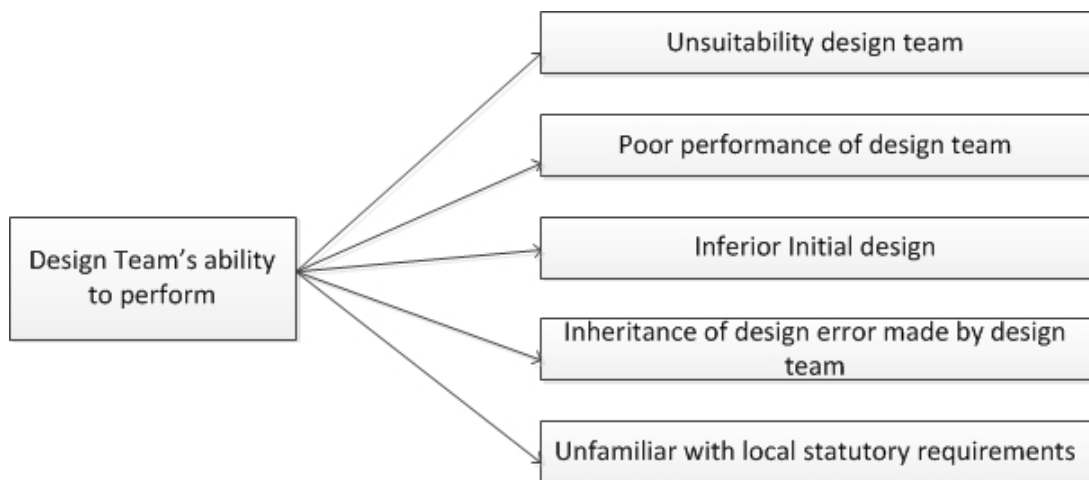 Unsuitability design team
Poor performance of design team
Design Team’s ability
to perform
Inferior Initial design
Inheritance of design error made by design
team
Unfamiliar with local statutory requirements